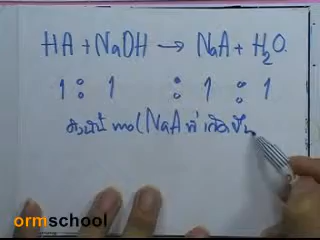 HA + NaOH → NaA + H₂O
1 : 1 : 1 : 1
ดังนั้น mol NaA ที่เกิดขึ้น
ormschool